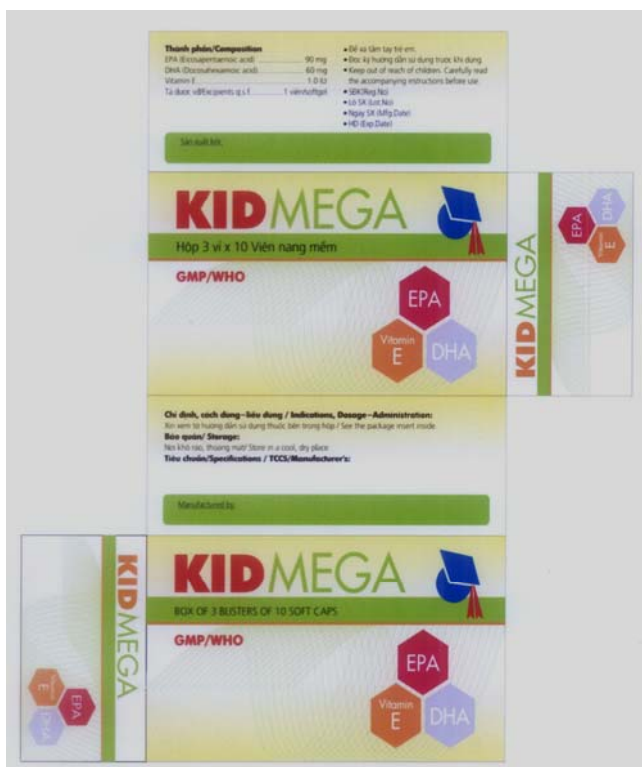 Thành phần/Composition
EPA (Eicosapentaenoic acid) 90 mg
DHA (Docosahexaenoic acid) 60 mg
Vitamin E 1.0 IU
Tá dược vđ/Excipients q.s.f 1 viên/softgel
• Để xa tầm tay trẻ em.
• Đọc kỹ hướng dẫn sử dụng trước khi dùng
• Keep out of reach of children. Carefully read
the accompanying instructions before use.
• SĐK(Reg.No)
• Lô SX (Lot.No)
• Ngày SX (Mfg.Date)
• HD (Exp.Date)
Sản xuất bởi:
KIDMEGA
Hộp 3 vỉ x 10 Viên nang mềm
GMP/WHO
EPA
Vitamin
E
DHA
KIDMEGA
EPA
DHA
Vitamin
E
Chỉ định, cách dùng-liều dùng / Indications, Dosage-Administration:
Xin xem tờ hướng dẫn sử dụng thuốc bên trong hộp / See the package insert inside
Bảo quản/ Storage:
Nơi khô ráo, thoáng mát/ Store in a cool, dry place
Tiêu chuẩn/Specifications / TCCS/Manufacturer's:
Manufactured by:
KIDMEGA
BOX OF 3 BLISTERS OF 10 SOFT CAPS
GMP/WHO
EPA
Vitamin
E
DHA
KIDMEGA
Vitamin
E
EPA
DHA